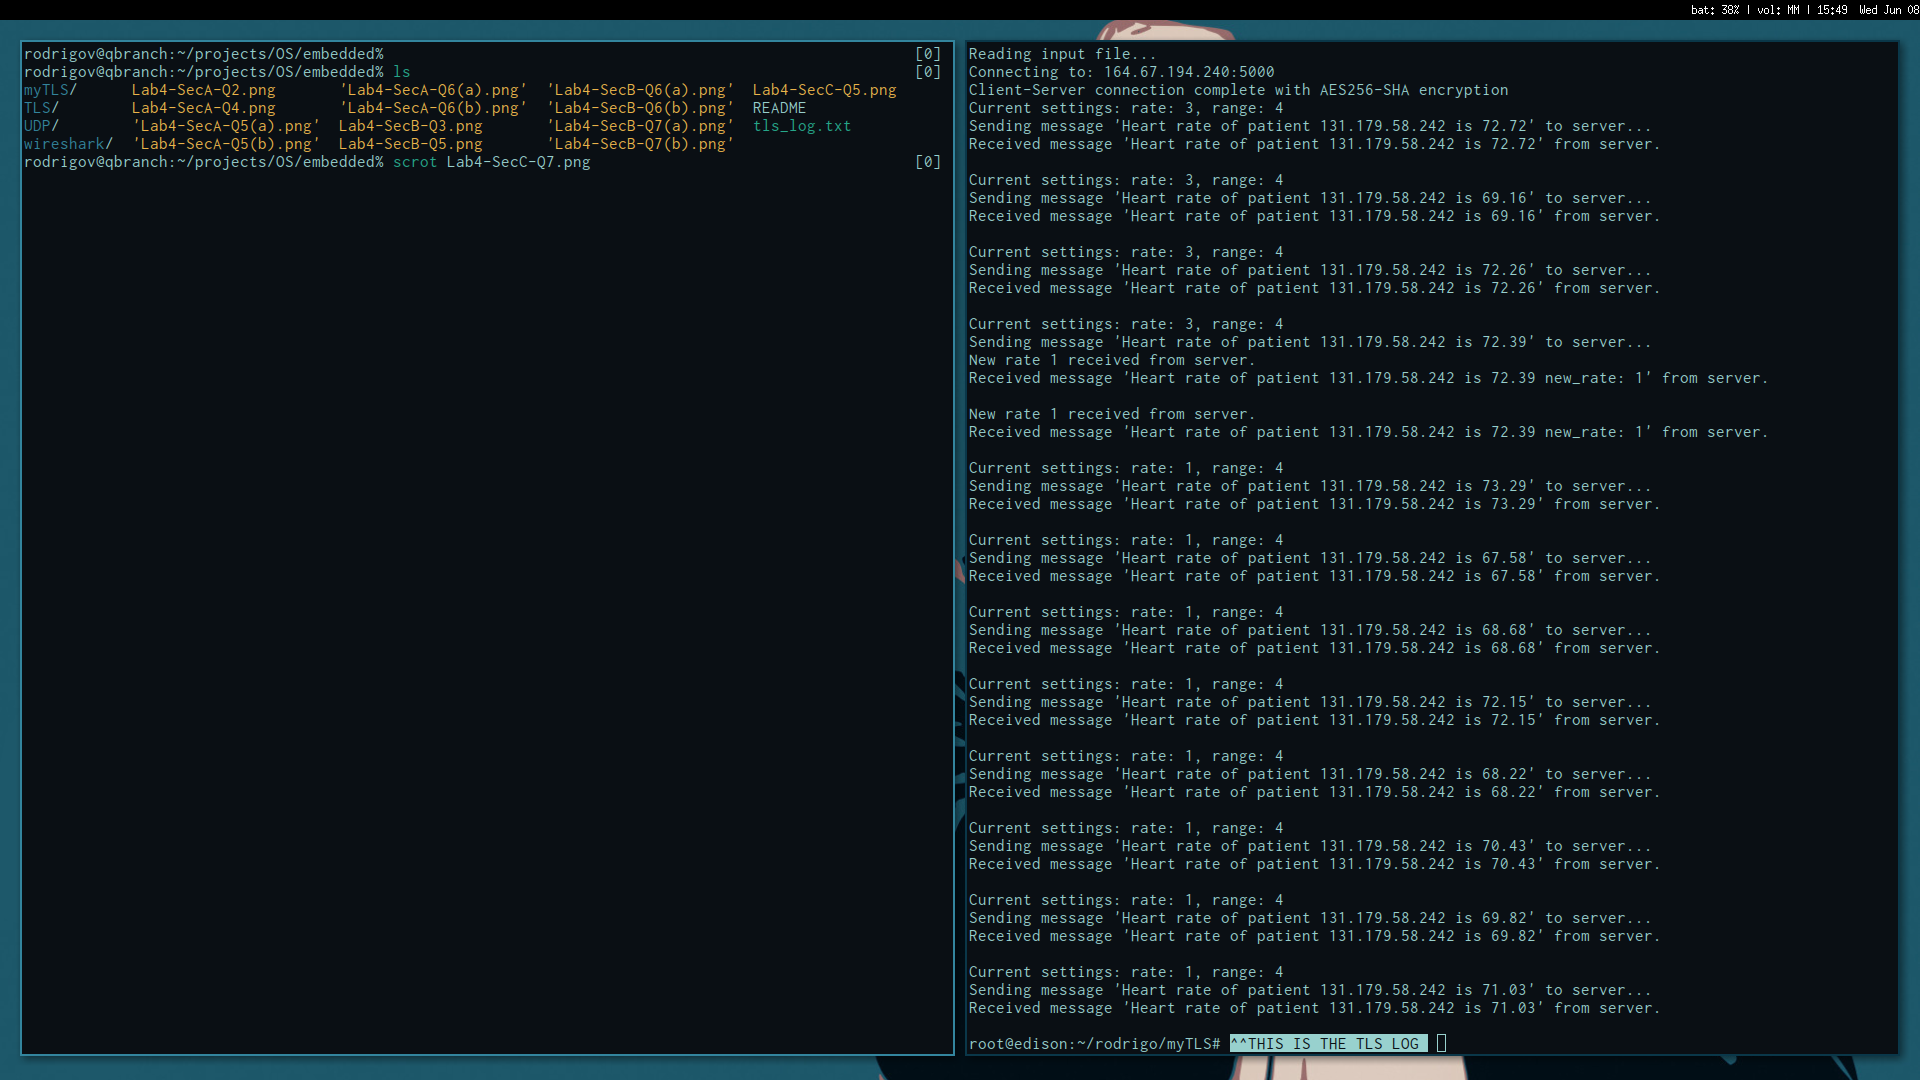 bat: 38% | vol: MM | 15:49  Wed Jun 08
rodrigov@qbranch:~/projects/OS/embedded% [0]
rodrigov@qbranch:~/projects/OS/embedded% ls [0]
myTLS/ Lab4-SecA-Q2.png 'Lab4-SecA-Q6(a).png' 'Lab4-SecB-Q6(a).png' Lab4-SecC-Q5.png
TLS/ Lab4-SecA-Q4.png 'Lab4-SecA-Q6(b).png' 'Lab4-SecB-Q6(b).png' README
UDP/ 'Lab4-SecA-Q5(a).png' Lab4-SecB-Q3.png 'Lab4-SecB-Q7(a).png' tls_log.txt
wireshark/ 'Lab4-SecA-Q5(b).png' Lab4-SecB-Q5.png 'Lab4-SecB-Q7(b).png'
rodrigov@qbranch:~/projects/OS/embedded% scrot Lab4-SecC-Q7.png [0]
Reading input file...
Connecting to: 164.67.194.240:5000
Client-Server connection complete with AES256-SHA encryption
Current settings: rate: 3, range: 4
Sending message 'Heart rate of patient 131.179.58.242 is 72.72' to server...
Received message 'Heart rate of patient 131.179.58.242 is 72.72' from server.
Current settings: rate: 3, range: 4
Sending message 'Heart rate of patient 131.179.58.242 is 69.16' to server...
Received message 'Heart rate of patient 131.179.58.242 is 69.16' from server.
Current settings: rate: 3, range: 4
Sending message 'Heart rate of patient 131.179.58.242 is 72.26' to server...
Received message 'Heart rate of patient 131.179.58.242 is 72.26' from server.
Current settings: rate: 3, range: 4
Sending message 'Heart rate of patient 131.179.58.242 is 72.39' to server...
New rate 1 received from server.
Received message 'Heart rate of patient 131.179.58.242 is 72.39 new_rate: 1' from server.
New rate 1 received from server.
Received message 'Heart rate of patient 131.179.58.242 is 72.39 new_rate: 1' from server.
Current settings: rate: 1, range: 4
Sending message 'Heart rate of patient 131.179.58.242 is 73.29' to server...
Received message 'Heart rate of patient 131.179.58.242 is 73.29' from server.
Current settings: rate: 1, range: 4
Sending message 'Heart rate of patient 131.179.58.242 is 67.58' to server...
Received message 'Heart rate of patient 131.179.58.242 is 67.58' from server.
Current settings: rate: 1, range: 4
Sending message 'Heart rate of patient 131.179.58.242 is 68.68' to server...
Received message 'Heart rate of patient 131.179.58.242 is 68.68' from server.
Current settings: rate: 1, range: 4
Sending message 'Heart rate of patient 131.179.58.242 is 72.15' to server...
Received message 'Heart rate of patient 131.179.58.242 is 72.15' from server.
Current settings: rate: 1, range: 4
Sending message 'Heart rate of patient 131.179.58.242 is 68.22' to server...
Received message 'Heart rate of patient 131.179.58.242 is 68.22' from server.
Current settings: rate: 1, range: 4
Sending message 'Heart rate of patient 131.179.58.242 is 70.43' to server...
Received message 'Heart rate of patient 131.179.58.242 is 70.43' from server.
Current settings: rate: 1, range: 4
Sending message 'Heart rate of patient 131.179.58.242 is 69.82' to server...
Received message 'Heart rate of patient 131.179.58.242 is 69.82' from server.
Current settings: rate: 1, range: 4
Sending message 'Heart rate of patient 131.179.58.242 is 71.03' to server...
Received message 'Heart rate of patient 131.179.58.242 is 71.03' from server.
root@edison:~/rodrigo/myTLS# ^^THIS IS THE TLS LOG